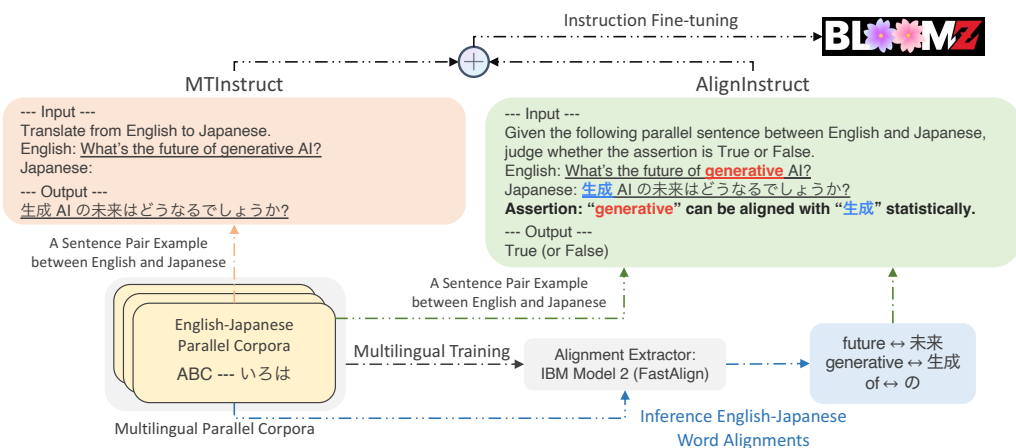 Instruction Fine-tuning
BLOOMZ
MTInstruct
--- Input ---
Translate from English to Japanese.
English: What's the future of generative AI?
Japanese:
--- Output ---
生成 AI の未来はどうなるでしょうか?
AlignInstruct
--- Input ---
Given the following parallel sentence between English and Japanese,
judge whether the assertion is True or False.
English: What's the future of generative AI?
Japanese: 生成 AI の未来はどうなるでしょうか?
Assertion: “generative” can be aligned with “生成” statistically.
--- Output ---
True (or False)
A Sentence Pair Example
between English and Japanese
A Sentence Pair Example
between English and Japanese
English-Japanese
Parallel Corpora
ABC --- いろは
Multilingual Parallel Corpora
Multilingual Training
Alignment Extractor:
IBM Model 2 (FastAlign)
future ↔ 未来
generative ↔ 生成
of ↔ の
Inference English-Japanese
Word Alignments